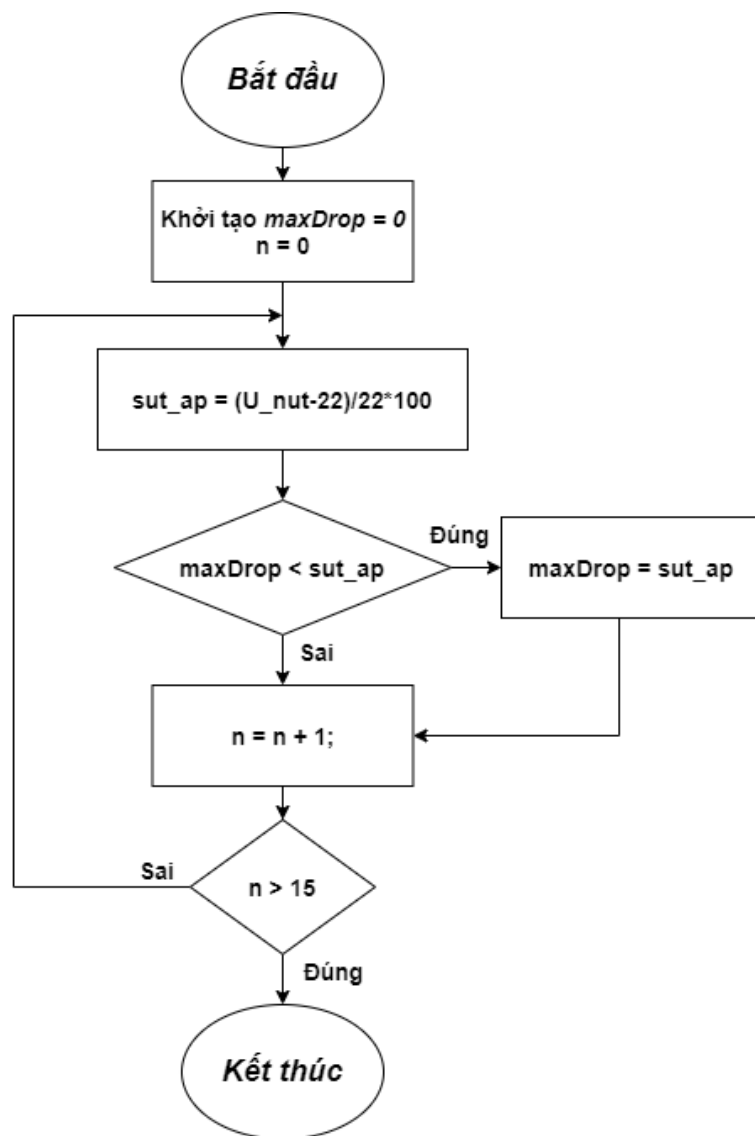 Bắt đầu
Khởi tạo maxDrop = 0
n = 0
sut_ap = (U_nut-22)/22*100
maxDrop < sut_ap
Đúng
maxDrop = sut_ap
Sai
n = n + 1;
n > 15
Sai
Đúng
Kết thúc